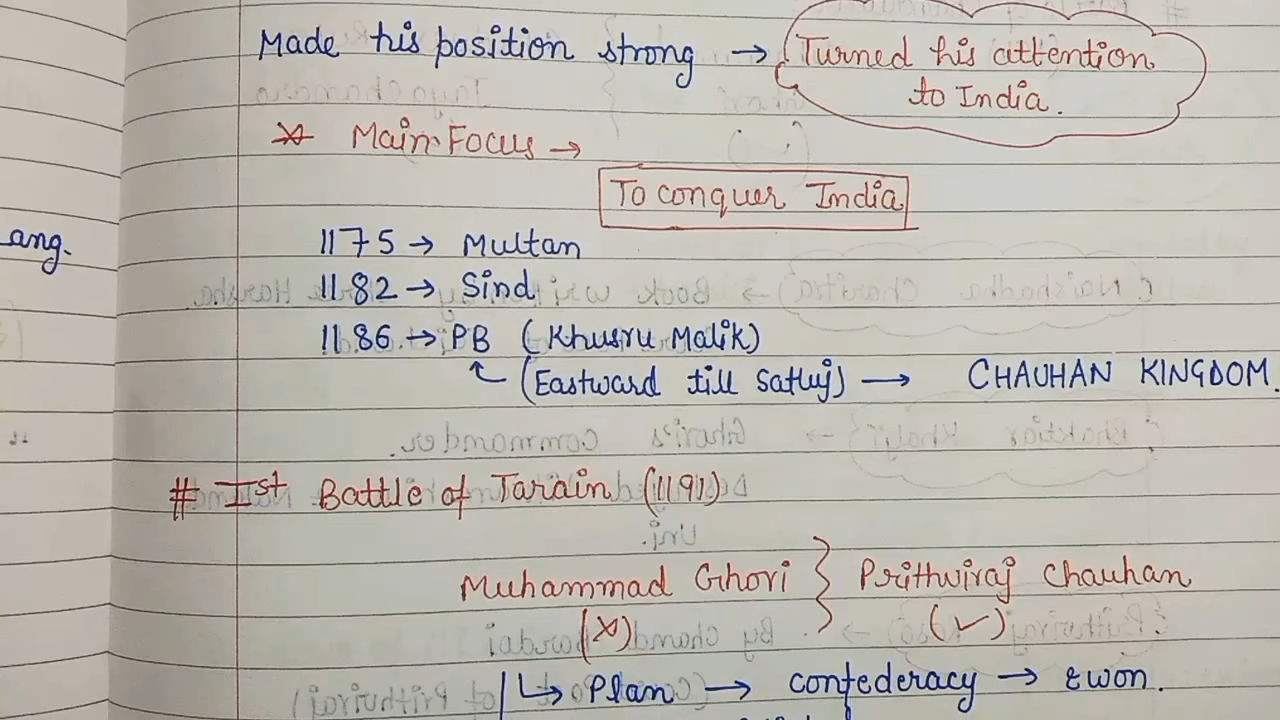 Made his position strong → Turned his attention
to India.
Main Focus →
To conquer India
1175 → Multan
ang.
1182 → Sind
1186 → PB (Khusru Malik)
(Eastward till Satluj) → CHAUHAN KINGDOM.
# Ist Battle of Tarain (1191)
Muhammad Ghori } Prithwiraj Chauhan
(×) (✓)
↳ Plan → confederacy → & won.